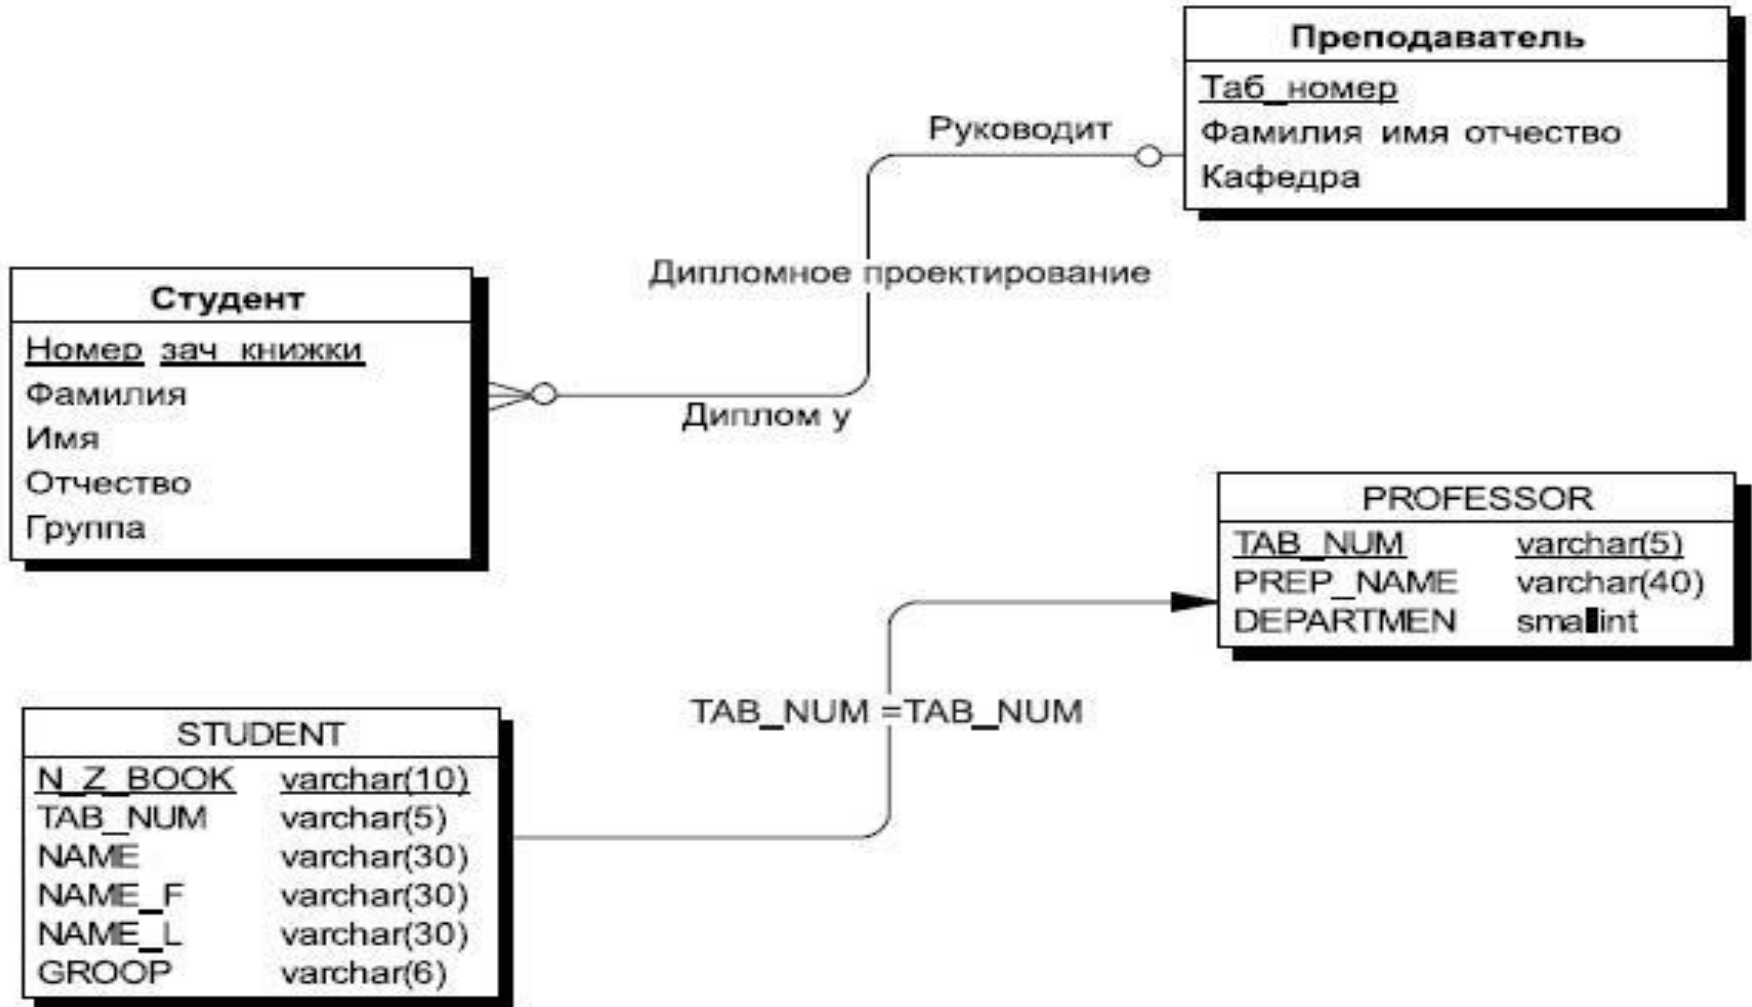 Преподаватель
Таб_номер
Фамилия имя отчество
Кафедра
Руководит
Дипломное проектирование
Диплом у
Студент
Номер зач_книжки
Фамилия
Имя
Отчество
Группа
PROFESSOR
TAB_NUM varchar(5)
PREP_NAME varchar(40)
DEPARTMEN smallint
TAB_NUM =TAB_NUM
STUDENT
N_Z_BOOK varchar(10)
TAB_NUM varchar(5)
NAME varchar(30)
NAME_F varchar(30)
NAME_L varchar(30)
GROOP varchar(6)